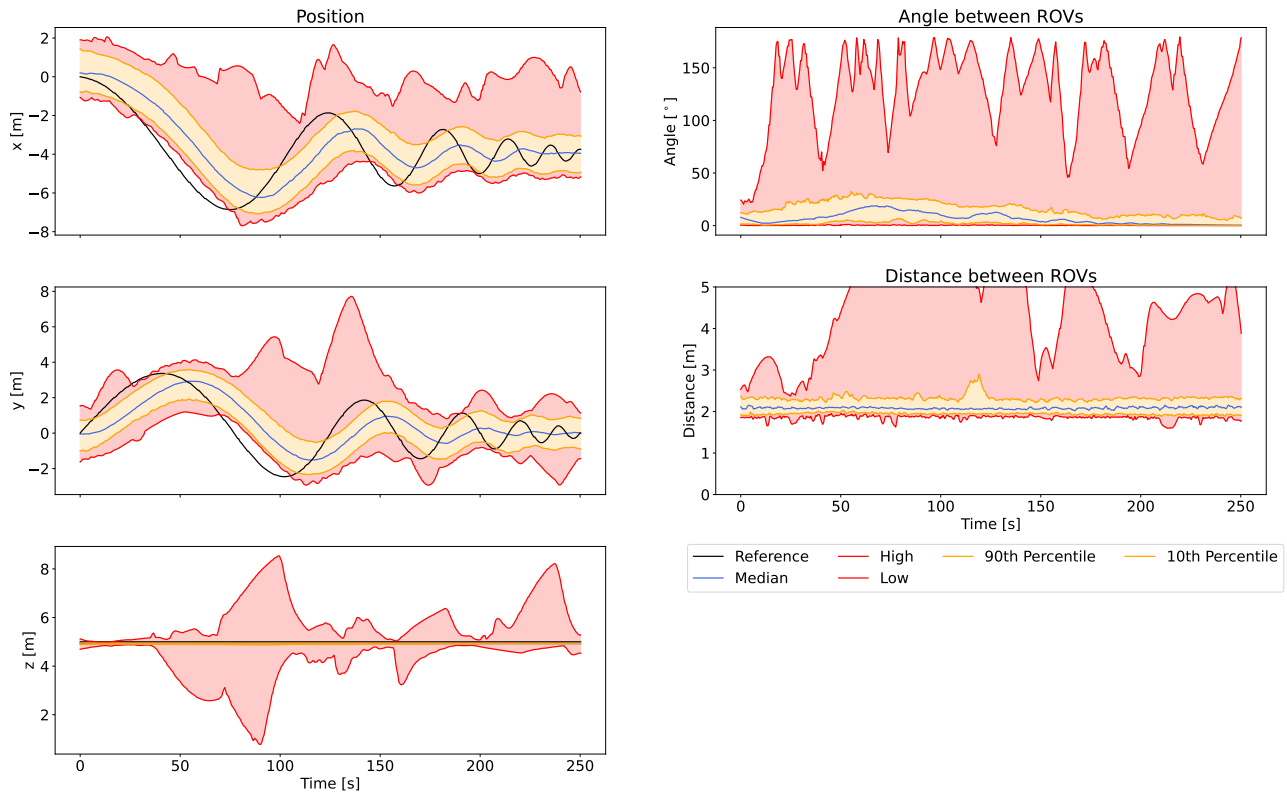 Position
2
0
−2
−4
−6
−8
x [m]
8
6
4
2
0
−2
y [m]
8
6
4
2
z [m]
0
50
100
150
200
250
Time [s]
Angle between ROVs
150
100
50
0
Angle [°]
Distance between ROVs
5
4
3
2
1
0
Distance [m]
0
50
100
150
200
250
Time [s]
Reference
Median
High
Low
90th Percentile
10th Percentile